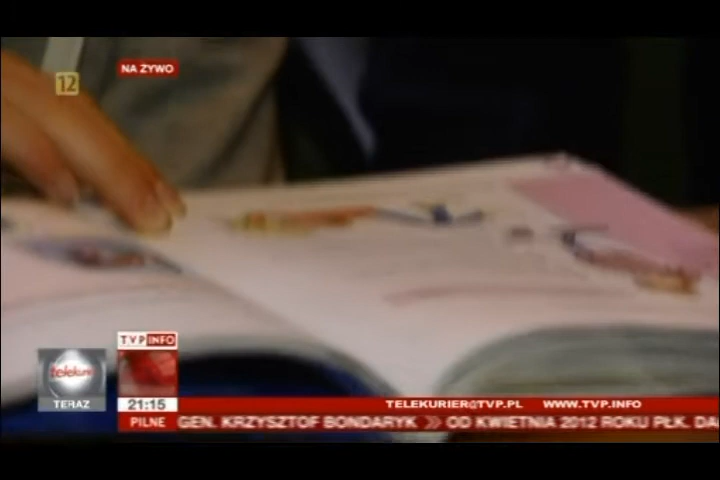 NA ŻYWO
12
TVP INFO
telekurier
TERAZ
21:15
TELEKURIER@TVP.PL WWW.TVP.INFO
PILNE GEN. KRZYSZTOF BONDARYK >> OD KWIETNIA 2012 ROKU PŁK. DA